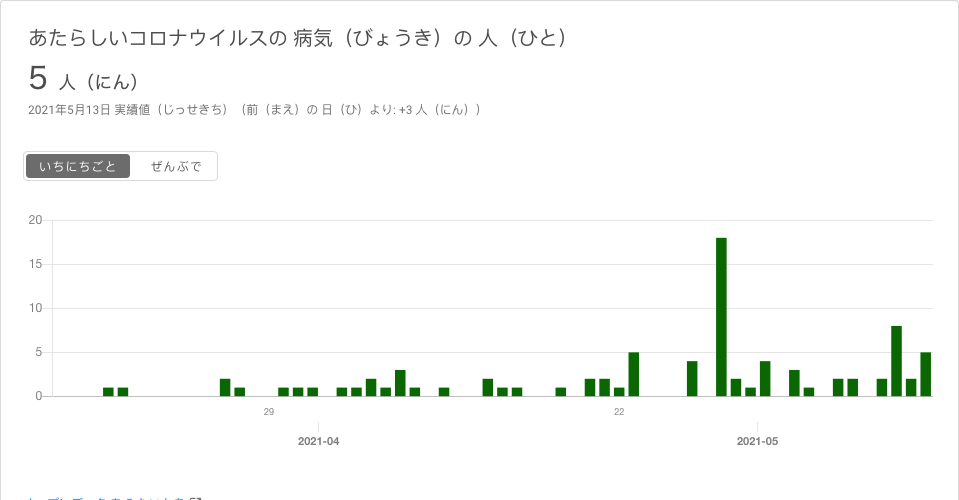 あたらしいコロナウイルスの 病気（びょうき）の 人（ひと）
5 人（にん）
2021年5月13日 実績値（じっせきち）（前（まえ）の 日（ひ）より: +3 人（にん））
いちにちごと ぜんぶで
20
15
10
5
0
29 22
2021-04 2021-05